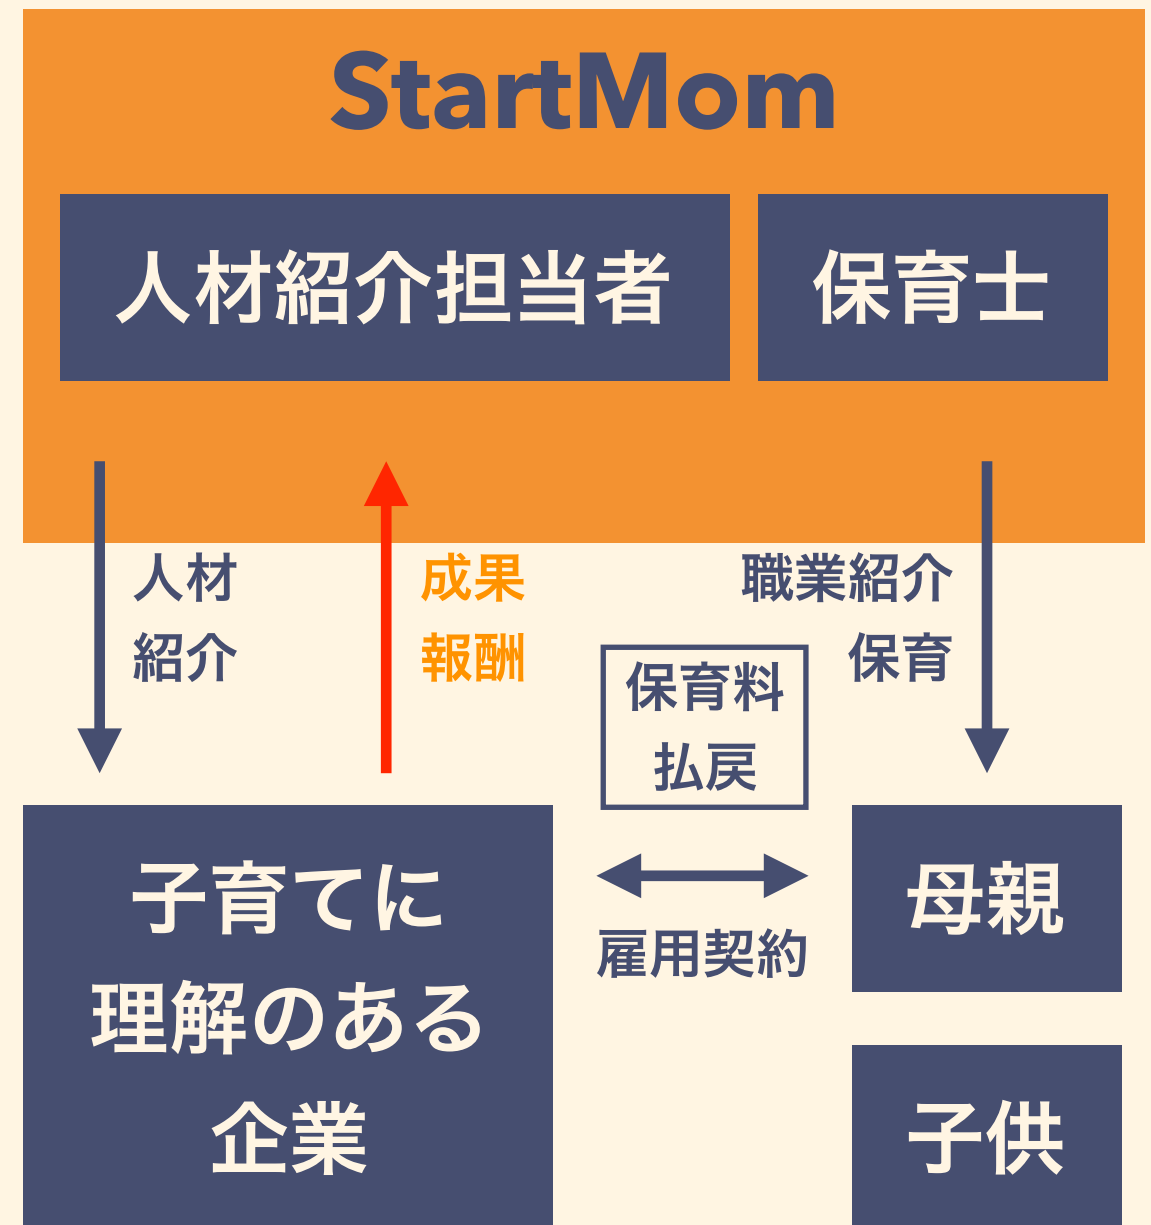 StartMom
人材紹介担当者
保育士
人材
紹介
成果
報酬
職業紹介
保育
保育料
払戻
雇用契約
子育てに
理解のある
企業
母親
子供